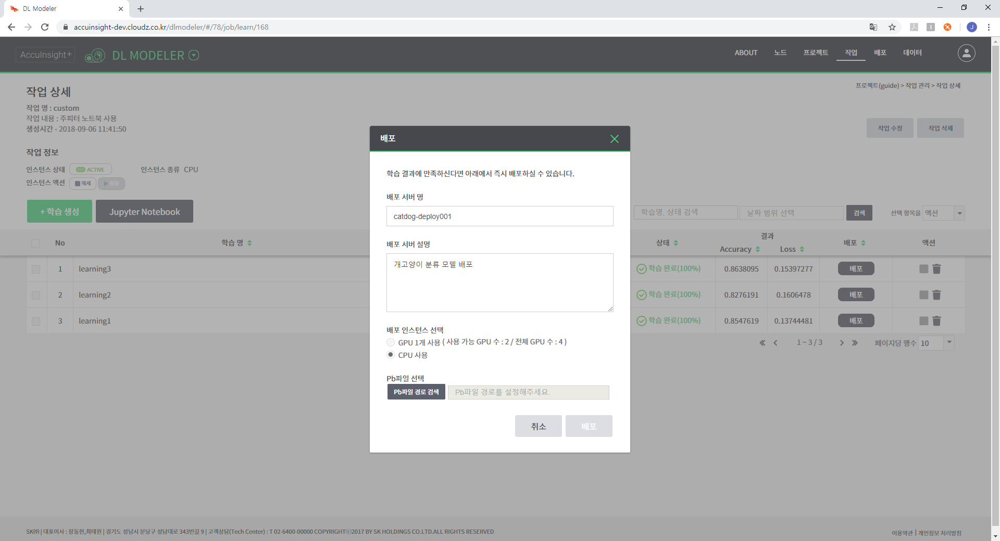 DL Modeler
accuinsight-dev.cloudz.co.kr/dlmodeler/#/78/job/learn/168
J
AccuInsight+
DL MODELER
ABOUT 노드 프로젝트 작업 배포 데이터
작업 상세
프로젝트(guide) > 작업 관리 > 작업 상세
작업 명 : custom
작업 내용 : 주피터 노트북 사용
생성시간 - 2018-09-06 11:41:50
작업 수정 작업 삭제
작업 정보
인스턴스 상태 ACTIVE 인스턴스 종류 CPU
인스턴스 액션 해제
+ 학습 생성 Jupyter Notebook
학습명, 상태 검색 날짜 범위 선택 검색 선택 항목을 액션
No 학습 명 상태 결과 배포 액션
Accuracy Loss
1 learning3 학습 완료(100%) 0.8638095 0.15397277 배포
2 learning2 학습 완료(100%) 0.8276191 0.1606478 배포
3 learning1 학습 완료(100%) 0.8547619 0.13744481 배포
1 ~ 3 / 3 페이지당 행수 10
배포
학습 결과에 만족하신다면 아래에서 즉시 배포하실 수 있습니다.
배포 서버 명
catdog-deploy001
배포 서버 설명
개고양이 분류 모델 배포
배포 인스턴스 선택
GPU 1개 사용 ( 사용 가능 GPU 수 : 2 / 전체 GPU 수 : 4 )
CPU 사용
Pb파일 선택
Pb파일 경로 검색 Pb파일 경로를 설정해주세요.
취소 배포
SK㈜ | 대표이사 : 장동현,최태원 | 경기도 성남시 분당구 성남대로 343번길 9 | 고객상담(Tech Center) : T 02-6400-00000 COPYRIGHTⓒ2017 BY SK HOLDINGS CO.LTD.ALL RIGHTS RESERVED
이용약관 | 개인정보 처리방침